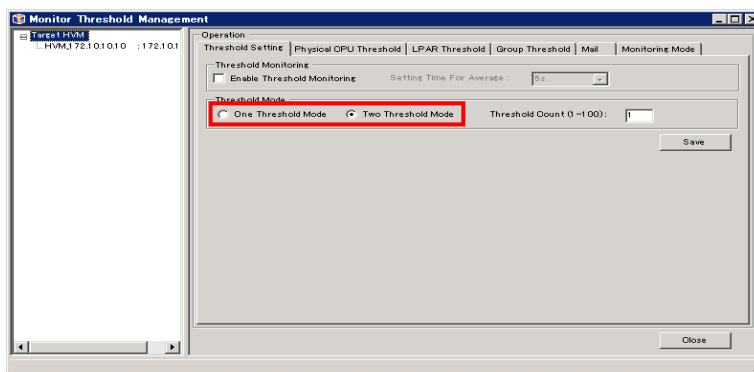 Monitor Threshold Management
Target HVM
HVM_172.10.10.10 :172.10.1
Operation
Threshold Setting Physical CPU Threshold LPAR Threshold Group Threshold Mail Monitoring Mode
Threshold Monitoring
Enable Threshold Monitoring Setting Time For Average : 5s
Threshold Mode
One Threshold Mode Two Threshold Mode Threshold Count (1-100): 1
Save
Close